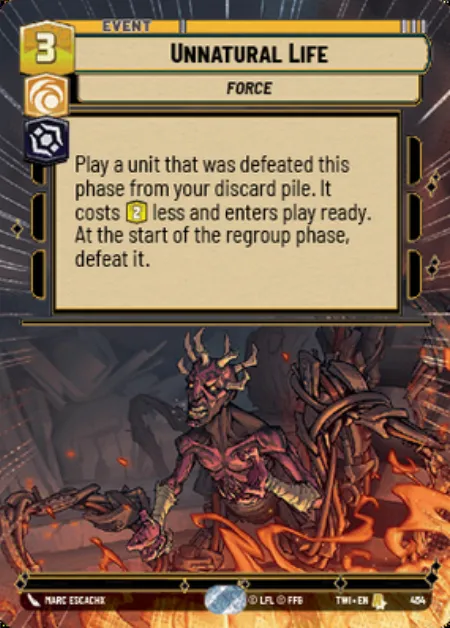 EVENT
3
UNNATURAL LIFE
FORCE
Play a unit that was defeated this
phase from your discard pile. It
costs 2 less and enters play ready.
At the start of the regroup phase,
defeat it.
MARC ESCACHX
© LFL © FFG
TWI • EN
484